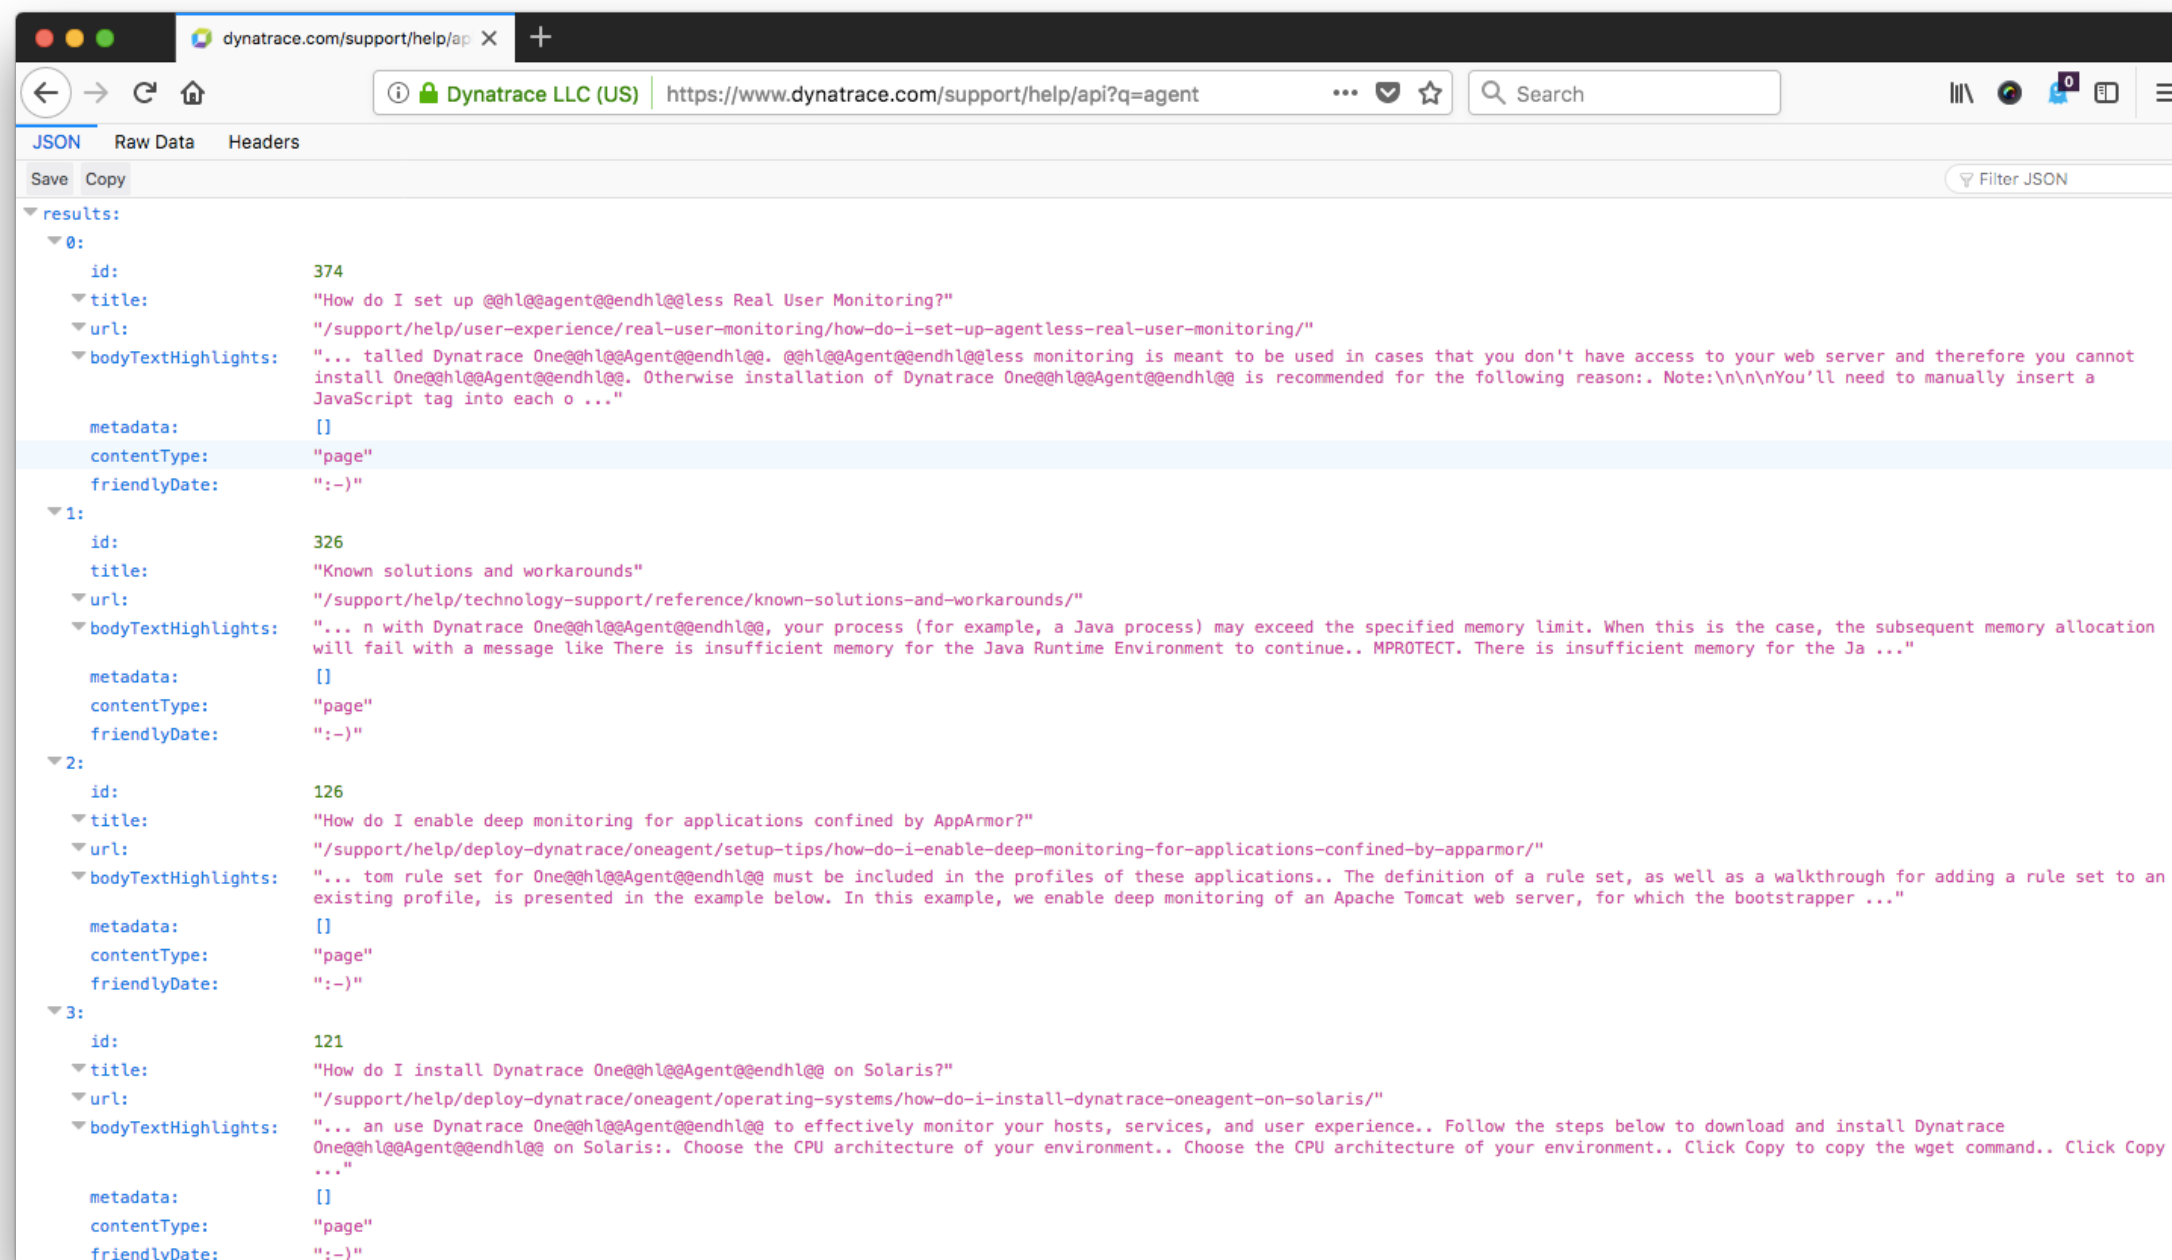 dynatrace.com/support/help/ap
Dynatrace LLC (US) https://www.dynatrace.com/support/help/api?q=agent Search 0
JSON Raw Data Headers
Save Copy Filter JSON
results:
0:
id: 374
title: "How do I set up @@hl@@agent@@endhl@@less Real User Monitoring?"
url: "/support/help/user-experience/real-user-monitoring/how-do-i-set-up-agentless-real-user-monitoring/"
bodyTextHighlights: "... talled Dynatrace One@@hl@@Agent@@endhl@@. @@hl@@Agent@@endhl@@less monitoring is meant to be used in cases that you don't have access to your web server and therefore you cannot
install One@@hl@@Agent@@endhl@@. Otherwise installation of Dynatrace One@@hl@@Agent@@endhl@@ is recommended for the following reason:. Note:\n\n\nYou’ll need to manually insert a
JavaScript tag into each o ..."
metadata: []
contentType: "page"
friendlyDate: ":-)"
1:
id: 326
title: "Known solutions and workarounds"
url: "/support/help/technology-support/reference/known-solutions-and-workarounds/"
bodyTextHighlights: "... n with Dynatrace One@@hl@@Agent@@endhl@@, your process (for example, a Java process) may exceed the specified memory limit. When this is the case, the subsequent memory allocation
will fail with a message like There is insufficient memory for the Java Runtime Environment to continue.. MPROTECT. There is insufficient memory for the Ja ..."
metadata: []
contentType: "page"
friendlyDate: ":-)"
2:
id: 126
title: "How do I enable deep monitoring for applications confined by AppArmor?"
url: "/support/help/deploy-dynatrace/oneagent/setup-tips/how-do-i-enable-deep-monitoring-for-applications-confined-by-apparmor/"
bodyTextHighlights: "... tom rule set for One@@hl@@Agent@@endhl@@ must be included in the profiles of these applications.. The definition of a rule set, as well as a walkthrough for adding a rule set to an
existing profile, is presented in the example below. In this example, we enable deep monitoring of an Apache Tomcat web server, for which the bootstrapper ..."
metadata: []
contentType: "page"
friendlyDate: ":-)"
3:
id: 121
title: "How do I install Dynatrace One@@hl@@Agent@@endhl@@ on Solaris?"
url: "/support/help/deploy-dynatrace/oneagent/operating-systems/how-do-i-install-dynatrace-oneagent-on-solaris/"
bodyTextHighlights: "... an use Dynatrace One@@hl@@Agent@@endhl@@ to effectively monitor your hosts, services, and user experience.. Follow the steps below to download and install Dynatrace
One@@hl@@Agent@@endhl@@ on Solaris:. Choose the CPU architecture of your environment.. Choose the CPU architecture of your environment.. Click Copy to copy the wget command.. Click Copy
..."
metadata: []
contentType: "page"
friendlyDate: ":-)"